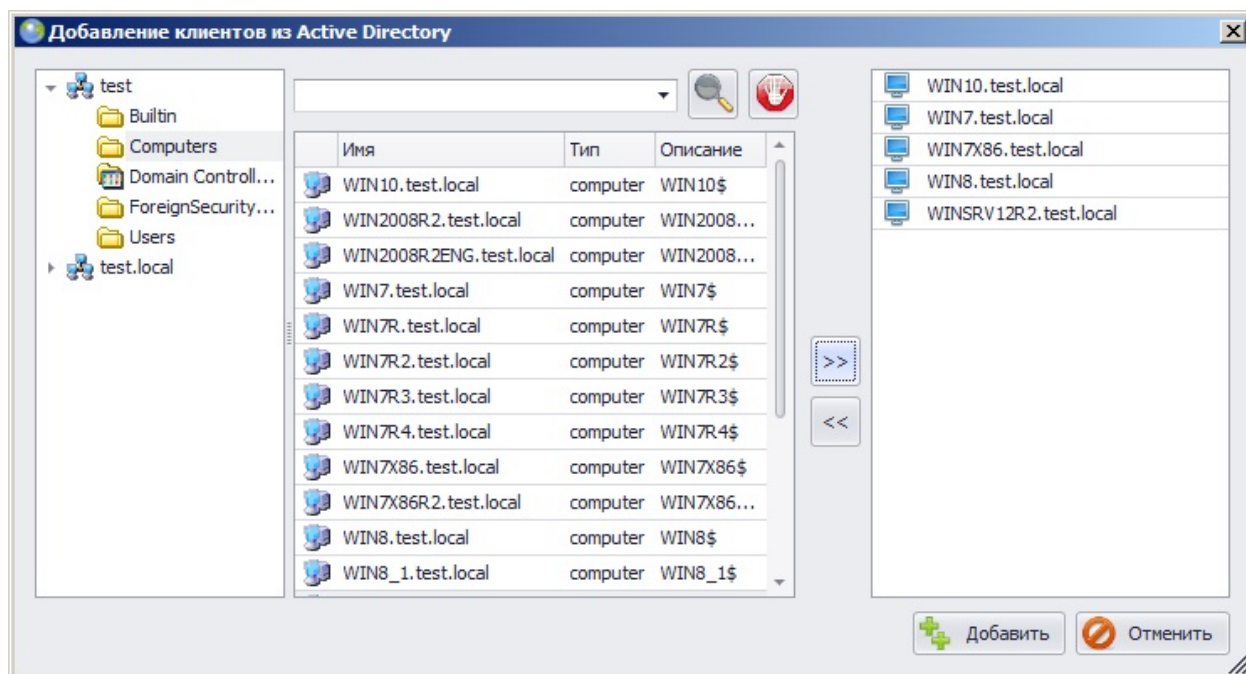 Добавление клиентов из Active Directory
test
Builtin
Computers
Domain Controll...
ForeignSecurity...
Users
test.local
Имя Тип Описание
WIN10.test.local computer WIN10$
WIN2008R2.test.local computer WIN2008...
WIN2008R2ENG.test.local computer WIN2008...
WIN7.test.local computer WIN7$
WIN7R.test.local computer WIN7R$
WIN7R2.test.local computer WIN7R2$
WIN7R3.test.local computer WIN7R3$
WIN7R4.test.local computer WIN7R4$
WIN7X86.test.local computer WIN7X86$
WIN7X86R2.test.local computer WIN7X86...
WIN8.test.local computer WIN8$
WIN8_1.test.local computer WIN8_1$
>>
<<
WIN10.test.local
WIN7.test.local
WIN7X86.test.local
WIN8.test.local
WINSRV12R2.test.local
Добавить Отменить